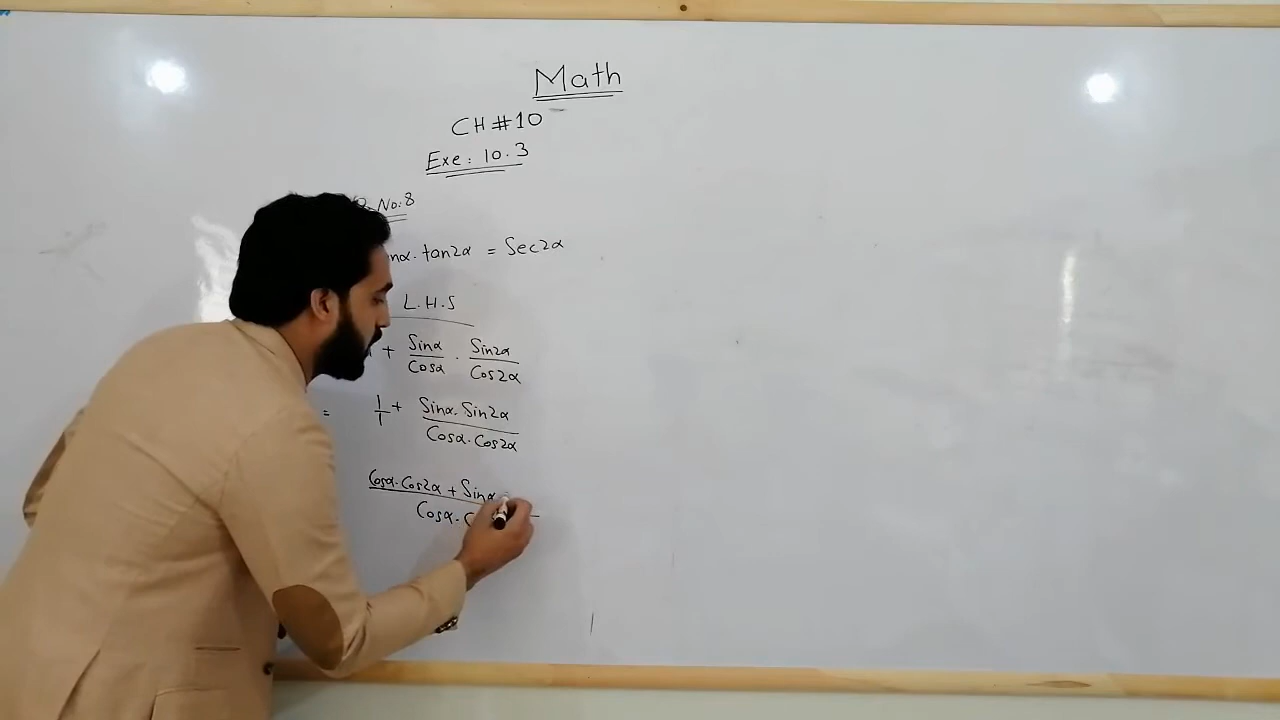 Math
CH#10
Exe: 10.3
Q. No:8
nα. tan2α = Sec2α
L.H.S
+ Sinα/Cosα . Sin2α/Cos2α
= 1/1 + Sinα. Sin2α/Cosα. Cos2α
Cosα. Cos2α + Sinα
Cosα.